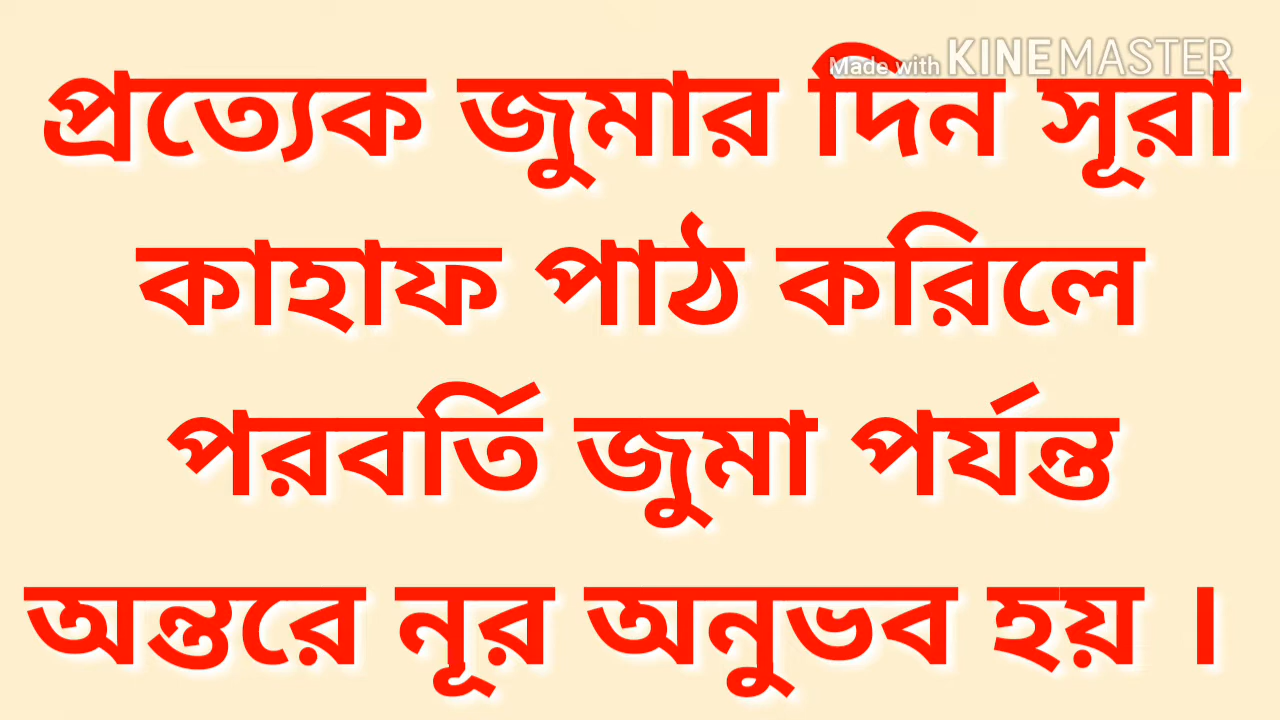 Made with KINEMASTER
প্রত্যেক জুমার দিন সূরা
কাহাফ পাঠ করিলে
পরবর্তি জুমা পর্যন্ত
অন্তরে নূর অনুভব হয় ।